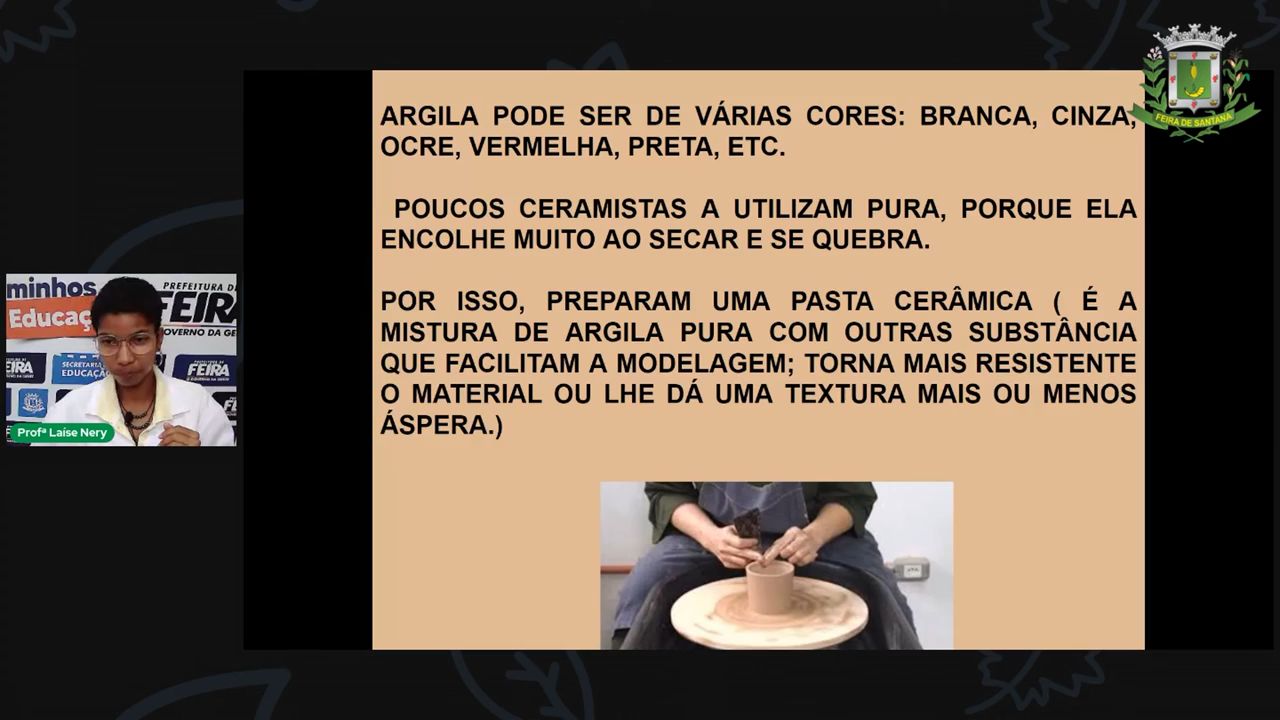 FEIRA DE SANTANA
ARGILA PODE SER DE VÁRIAS CORES: BRANCA, CINZA,
OCRE, VERMELHA, PRETA, ETC.
POUCOS CERAMISTAS A UTILIZAM PURA, PORQUE ELA
ENCOLHE MUITO AO SECAR E SE QUEBRA.
POR ISSO, PREPARAM UMA PASTA CERÂMICA ( É A
MISTURA DE ARGILA PURA COM OUTRAS SUBSTÂNCIA
QUE FACILITAM A MODELAGEM; TORNA MAIS RESISTENTE
O MATERIAL OU LHE DÁ UMA TEXTURA MAIS OU MENOS
ÁSPERA.)
minhos
Educaç
PREFEITURA D
FEIRA
OVERNO DA GE
FEIRA
SECRETARIA
EDUCAÇÃO
FEIRA
Profª Laíse Nery